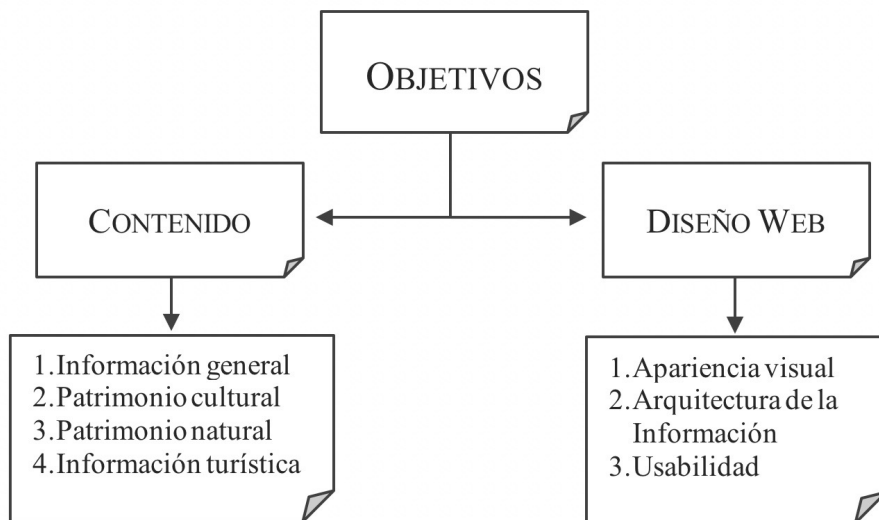 OBJETIVOS
CONTENIDO
DISEÑO WEB
1.Información general
2.Patrimonio cultural
3.Patrimonio natural
4.Información turística
1.Apariencia visual
2.Arquitectura de la
Información
3.Usabilidad